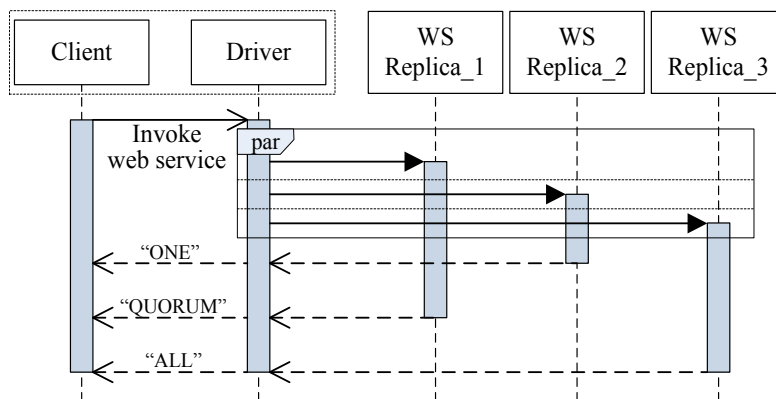 Client
Driver
WS
Replica_1
WS
Replica_2
WS
Replica_3
Invoke
web service
par
“ONE”
“QUORUM”
“ALL”